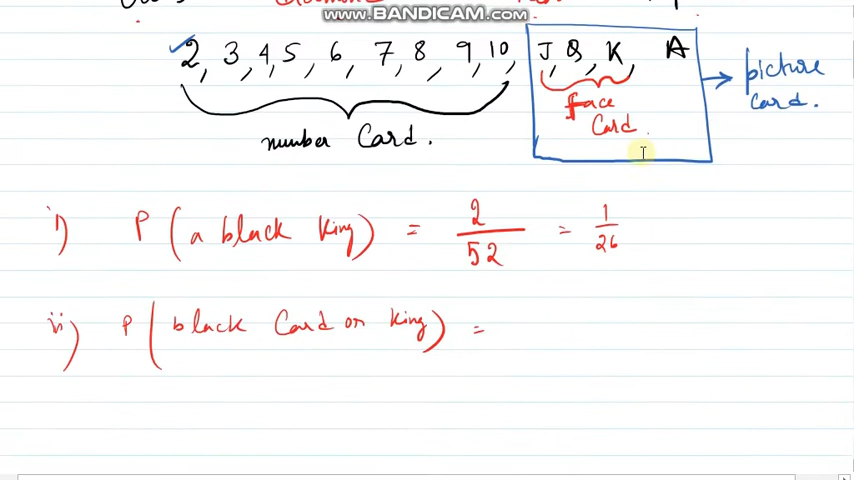 www.BANDICAM.com
2, 3, 4, 5, 6, 7, 8, 9, 10, J, Q, K, A
picture card.
face Card.
number Card.
i) P (a black king) = 2/52 = 1/26
ii) P (black Card or king) =